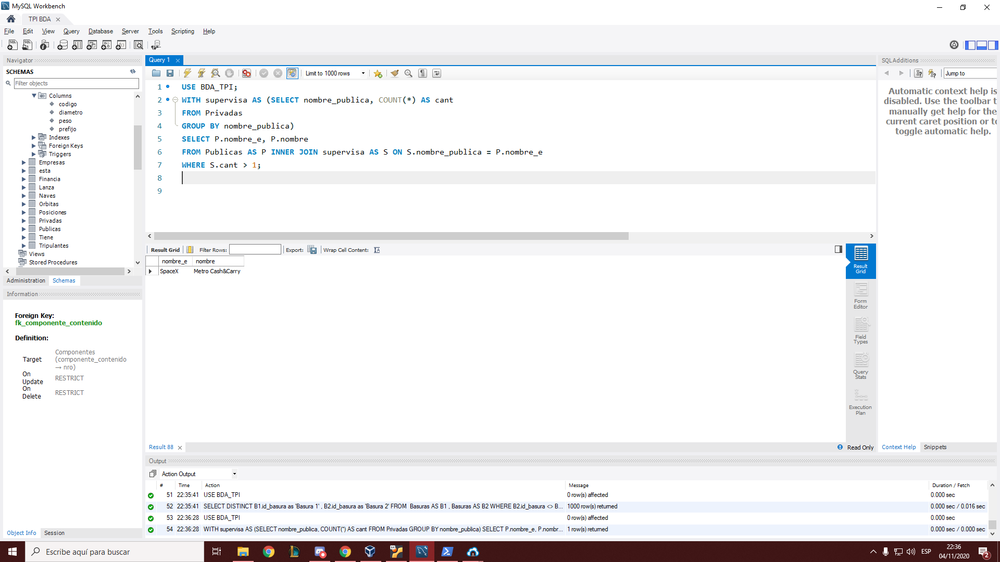 MySQL Workbench
TPI BDA
File Edit View Query Database Server Tools Scripting Help
Navigator
SCHEMAS
Filter objects
Columns
codigo
diametro
peso
prefijo
Indexes
Foreign Keys
Triggers
Empresas
esta
Financia
Lanza
Naves
Orbitas
Posiciones
Privadas
Publicas
Tiene
Tripulantes
Views
Stored Procedures
Administration Schemas
Information
Foreign Key:
fk_componente_contenido
Definition:
Target Componentes (componente_contenido → nro)
On Update RESTRICT
On Delete RESTRICT
Object Info Session
Query 1
Limit to 1000 rows
1 USE BDA_TPI;
2 WITH supervisa AS (SELECT nombre_publica, COUNT(*) AS cant
3 FROM Privadas
4 GROUP BY nombre_publica)
5 SELECT P.nombre_e, P.nombre
6 FROM Publicas AS P INNER JOIN supervisa AS S ON S.nombre_publica = P.nombre_e
7 WHERE S.cant > 1;
8
9
Result Grid Filter Rows: Export: Wrap Cell Content:
nombre_e nombre
SpaceX Metro Cash&Carry
Result Grid
Form Editor
Field Types
Query Stats
Execution Plan
Result 88
Read Only
SQLAdditions
Jump to
Automatic context help is
disabled. Use the toolbar t
manually get help for the
current caret position or to
toggle automatic help.
Context Help Snippets
Output
Action Output
# Time Action Message Duration / Fetch
51 22:35:41 USE BDA_TPI 0 row(s) affected 0.000 sec
52 22:35:41 SELECT DISTINCT B1.id_basura as 'Basura 1' , B2.id_basura as 'Basura 2' FROM Basuras AS B1 , Basuras AS B2 WHERE B2.id_basura <> B... 1000 row(s) returned 0.000 sec / 0.016 sec
53 22:36:28 USE BDA_TPI 0 row(s) affected 0.000 sec
54 22:36:28 WITH supervisa AS (SELECT nombre_publica, COUNT(*) AS cant FROM Privadas GROUP BY nombre_publica) SELECT P.nombre_e, P.nombr... 1 row(s) returned 0.000 sec / 0.000 sec
Escribe aquí para buscar
64
ESP
22:36
04/11/2020
2